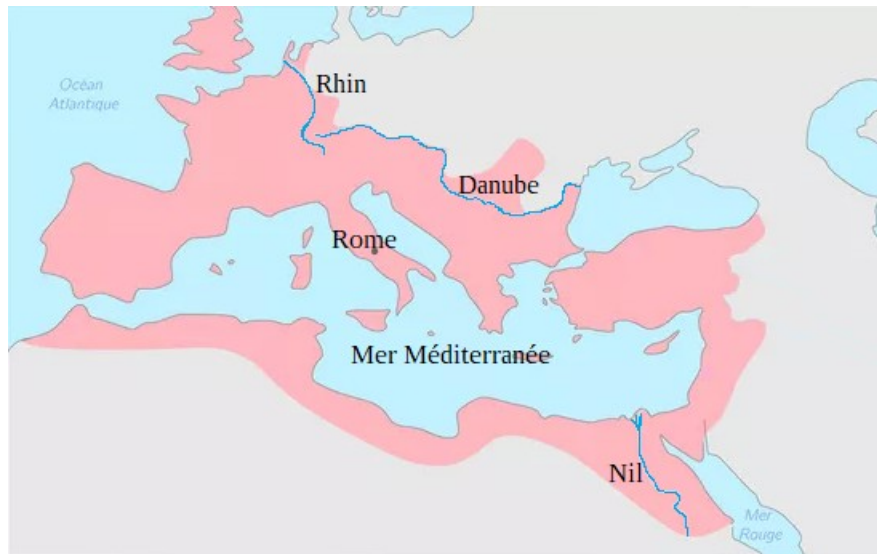 Océan
Atlantique
Rhin
Danube
Rome
Mer Méditerranée
Nil
Mer
Rouge